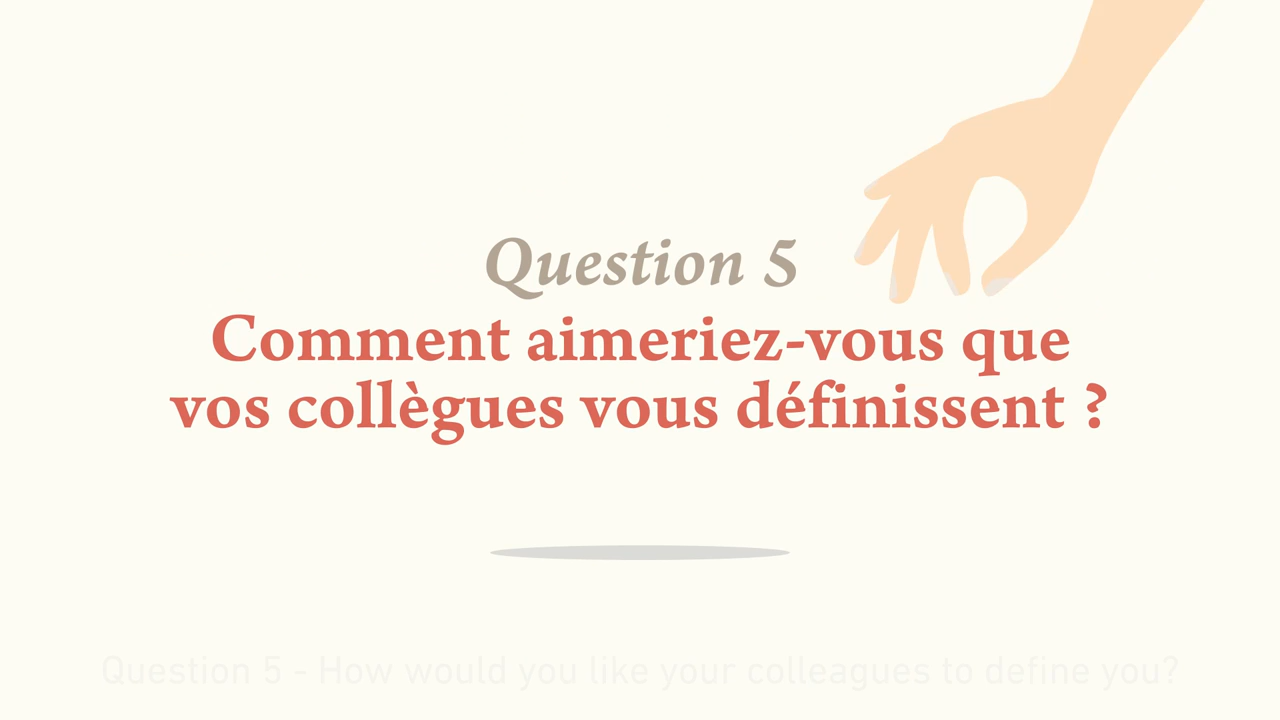 Question 5
Comment aimeriez-vous que
vos collègues vous définissent ?
Question 5 - How would you like your colleagues to define you?